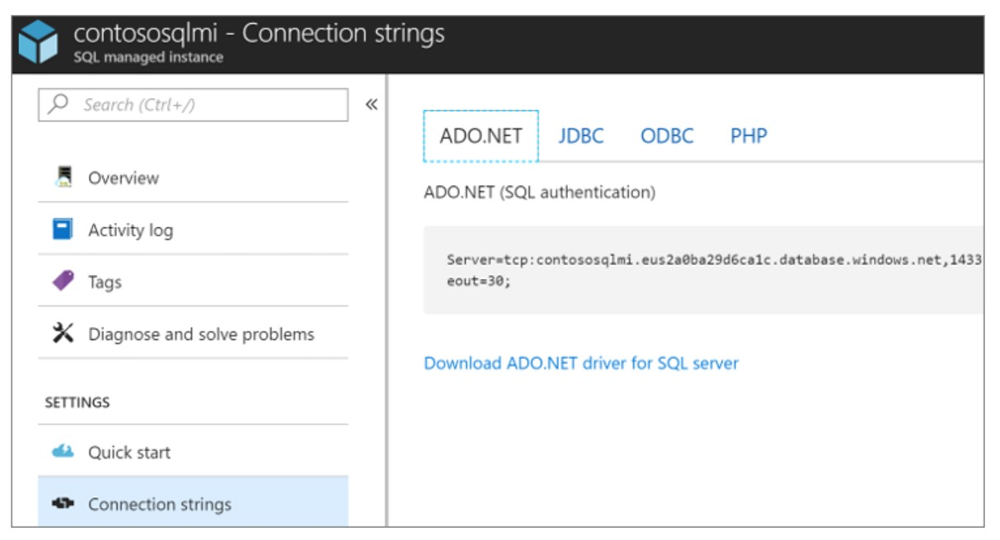 contososqlmi - Connection strings
SQL managed instance
Search (Ctrl+/)
«
Overview
Activity log
Tags
Diagnose and solve problems
SETTINGS
Quick start
Connection strings
ADO.NET JDBC ODBC PHP
ADO.NET (SQL authentication)
Server=tcp:contososqlmi.eus2a0ba29d6ca1c.database.windows.net,1433
eout=30;
Download ADO.NET driver for SQL server